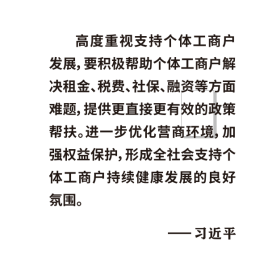 高度重视支持个体工商户
发展，要积极帮助个体工商户解
决租金、税费、社保、融资等方面
难题，提供更直接更有效的政策
帮扶。进一步优化营商环境，加
强权益保护，形成全社会支持个
体工商户持续健康发展的良好
氛围。
——习近平